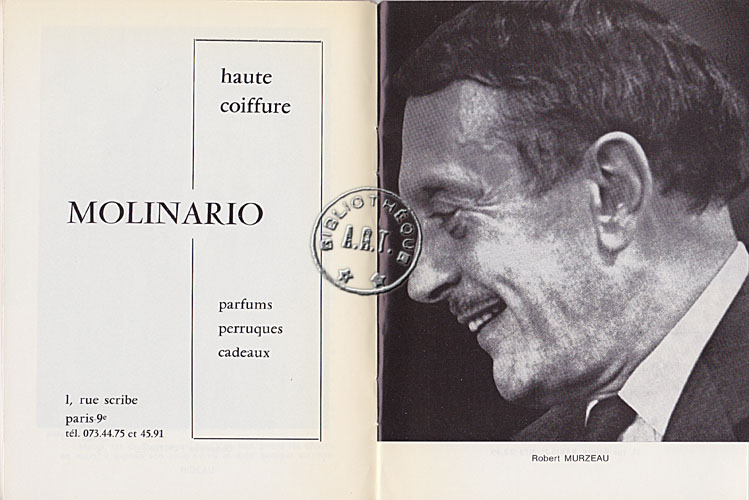 haute
coiffure
MOLINARIO
parfums
perruques
cadeaux
1, rue scribe
paris 9e
tél. 073.44.75 et 45.91
BIBLIOTHÈQUE
A.R.T.
Robert MURZEAU